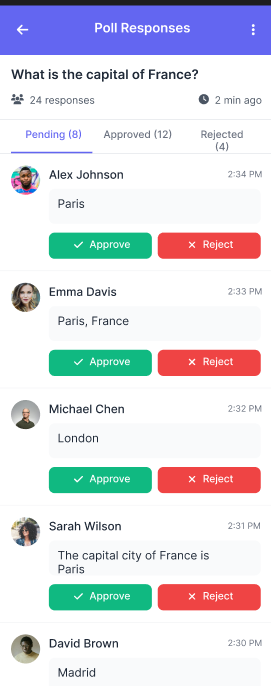 Poll Responses
What is the capital of France?
24 responses 2 min ago
Pending (8) Approved (12) Rejected
(4)
Alex Johnson 2:34 PM
Paris
Approve Reject
Emma Davis 2:33 PM
Paris, France
Approve Reject
Michael Chen 2:32 PM
London
Approve Reject
Sarah Wilson 2:31 PM
The capital city of France is
Paris
Approve Reject
David Brown 2:30 PM
Madrid